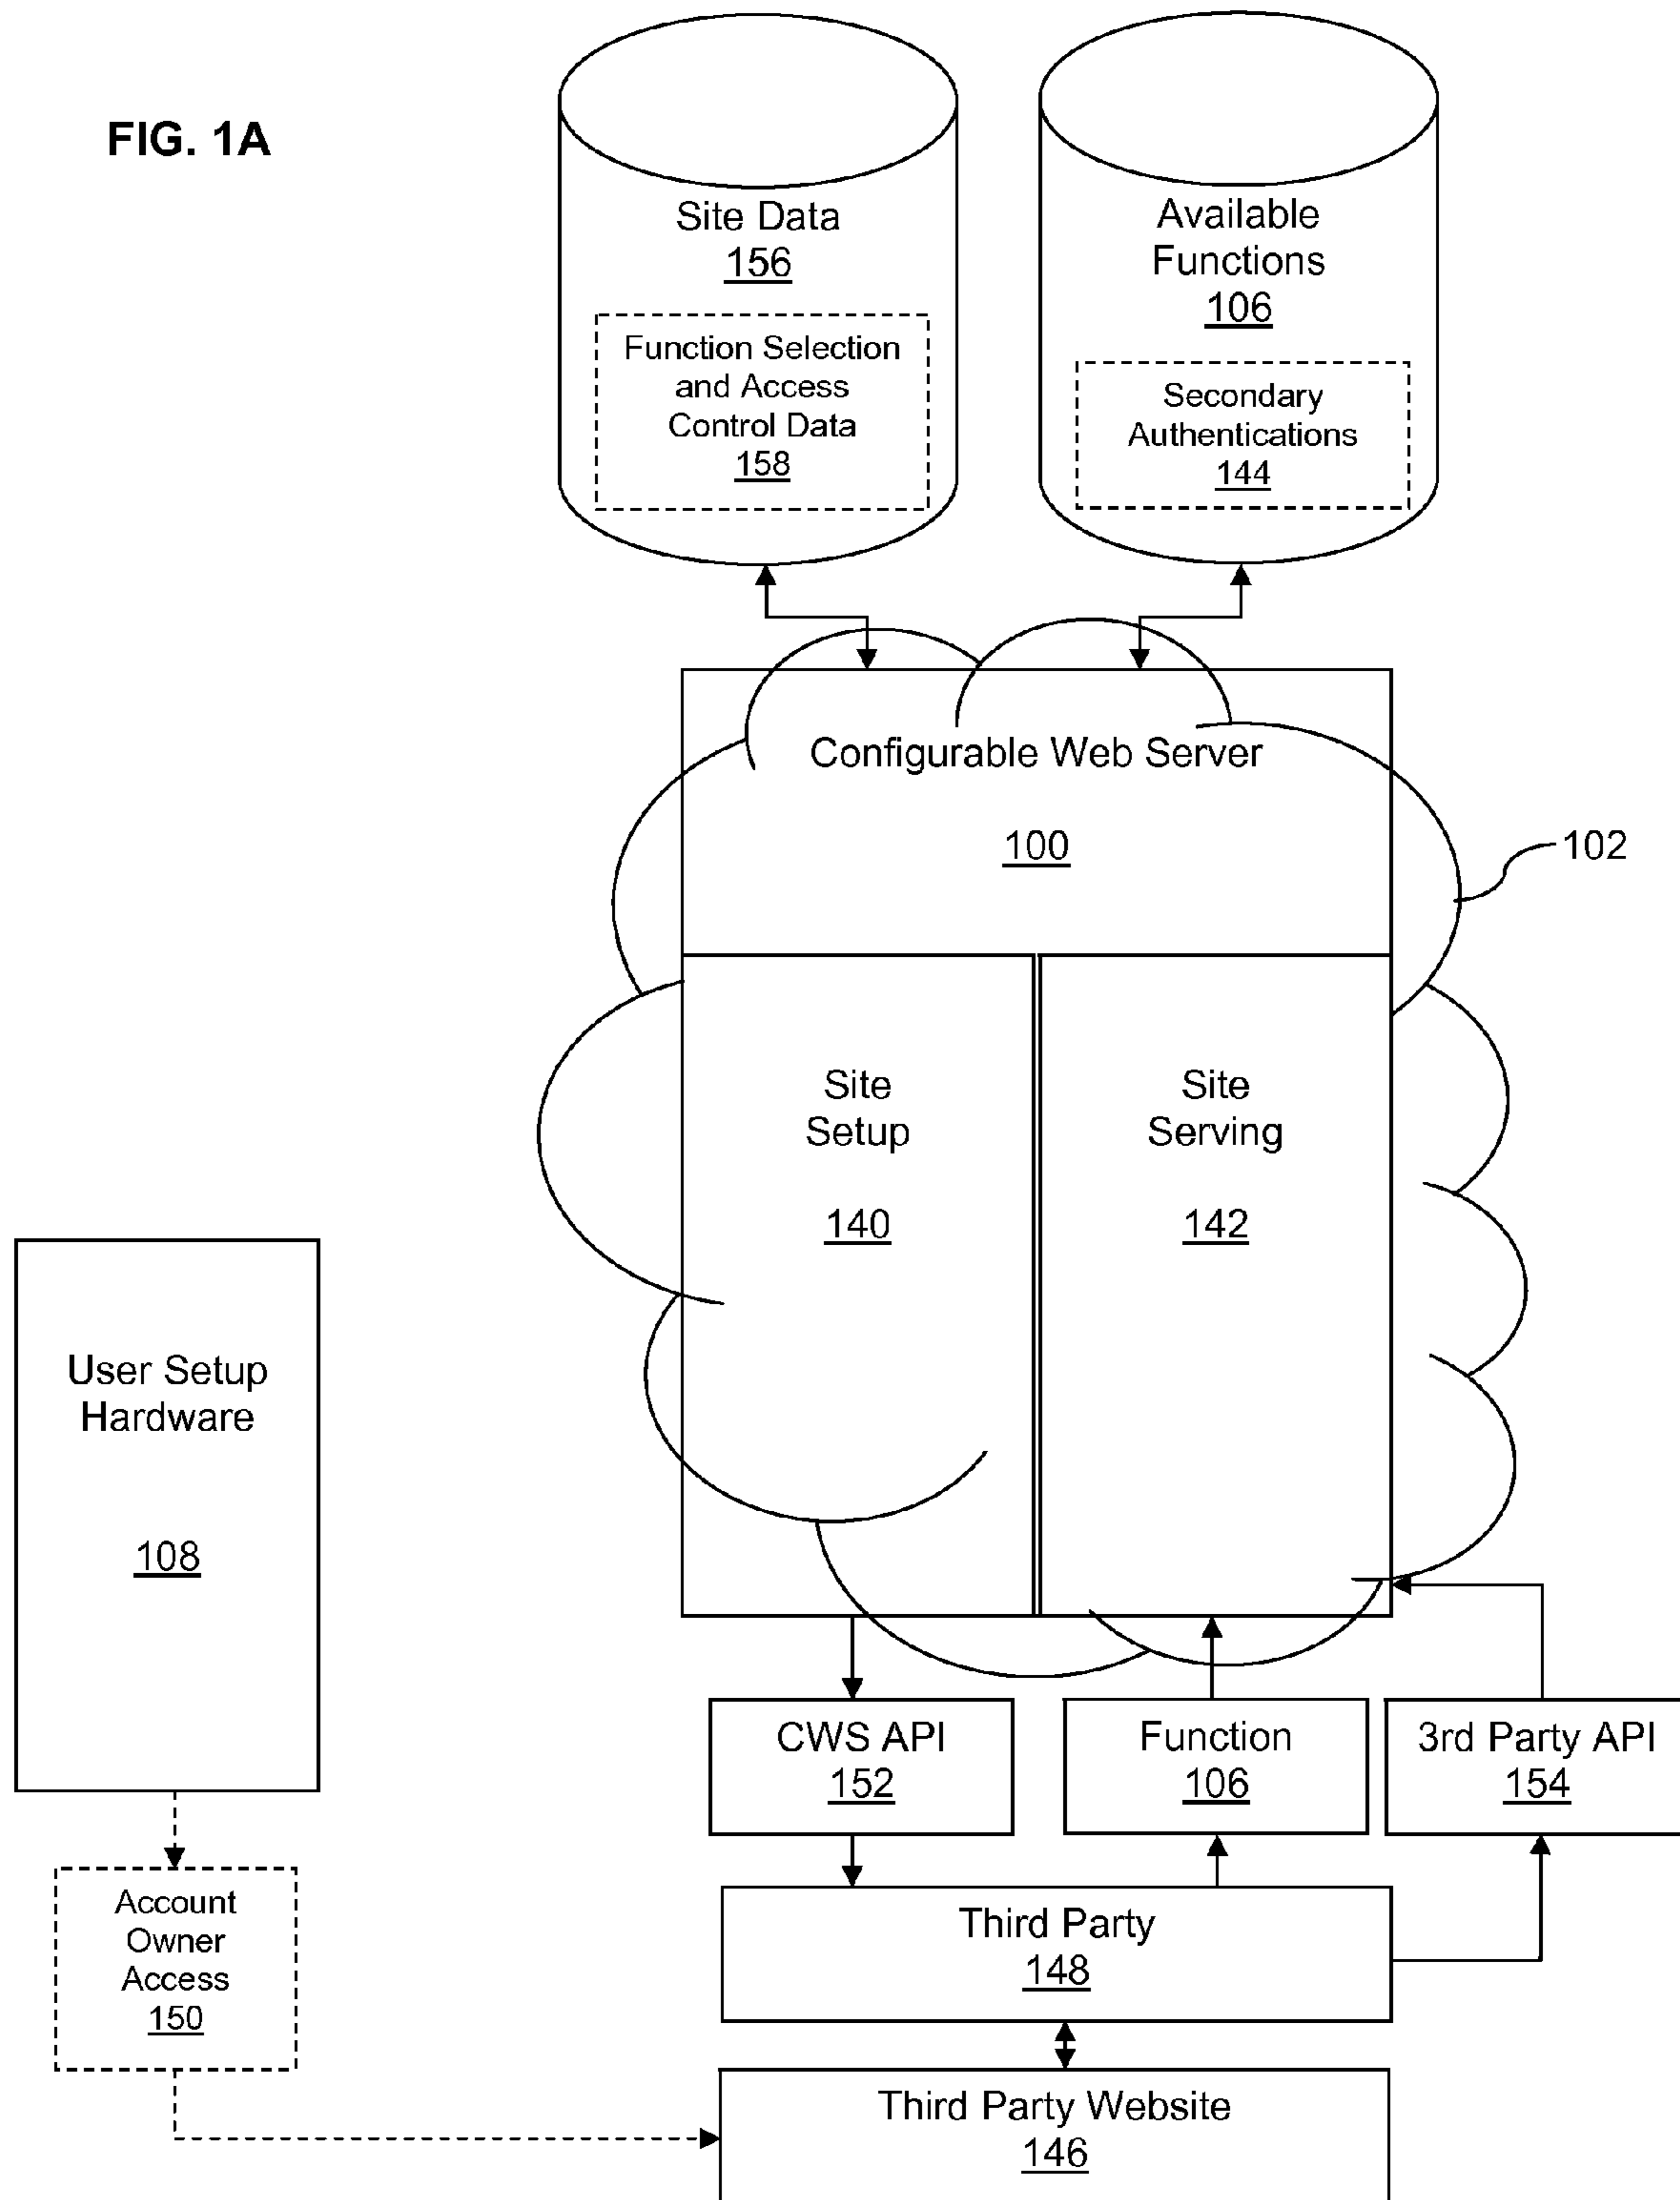 FIG. 1A
Site Data
156
Function Selection
and Access
Control Data
158
Available
Functions
106
Secondary
Authentications
144
Configurable Web Server
100
102
Site
Setup
140
Site
Serving
142
User Setup
Hardware
108
CWS API
152
Function
106
3rd Party API
154
Account
Owner
Access
150
Third Party
148
Third Party Website
146